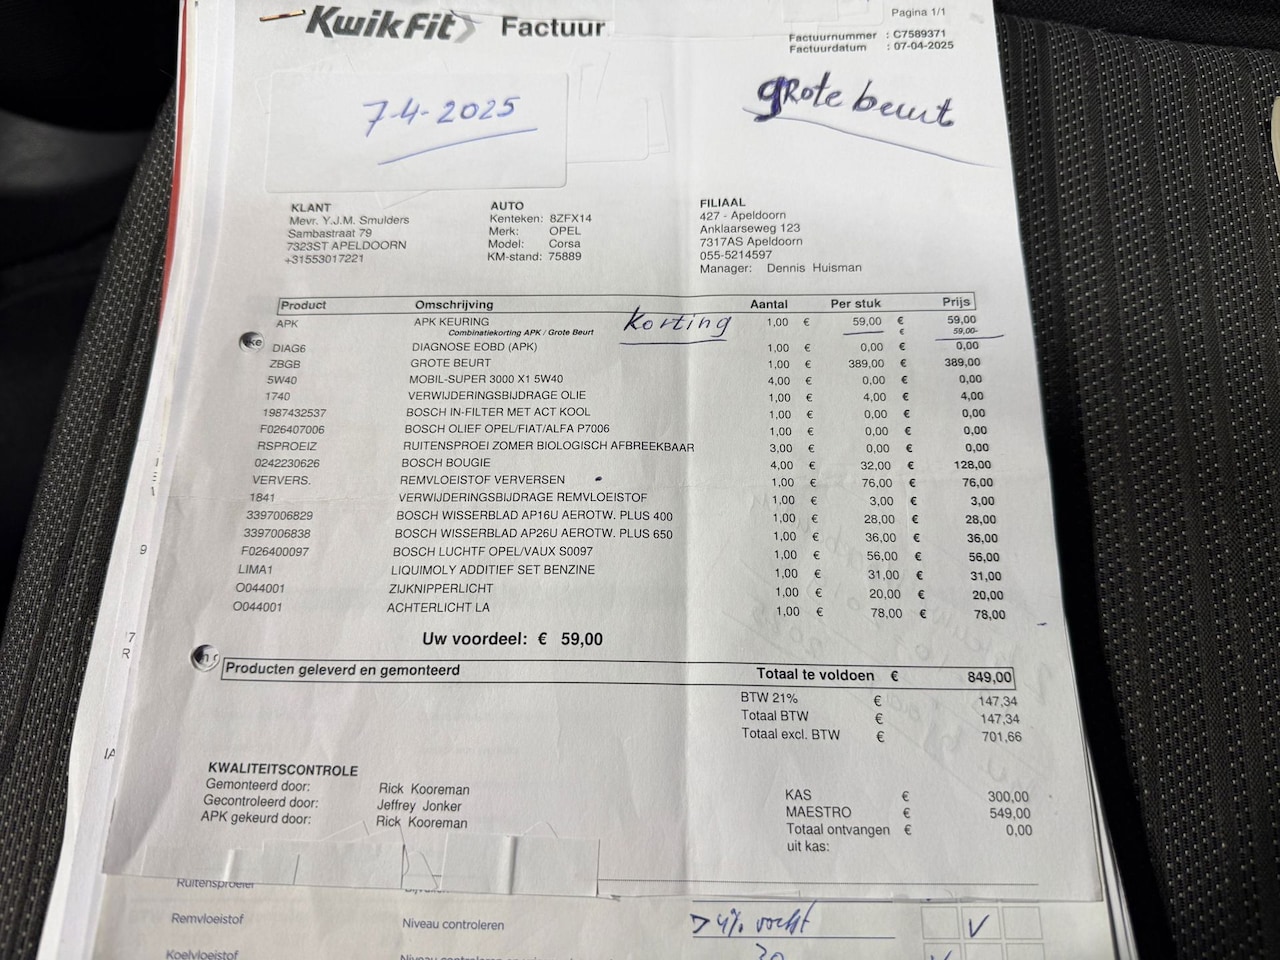 KwikFit Factuur
Pagina 1/1
Factuurnummer : C7589371
Factuurdatum : 07-04-2025
7-4-2025
gRote beurt
KLANT
Mevr. Y.J.M. Smulders
Sambastraat 79
7323ST APELDOORN
+31553017221
AUTO
Kenteken: 8ZFX14
Merk: OPEL
Model: Corsa
KM-stand: 75889
FILIAAL
427 - Apeldoorn
Anklaarseweg 123
7317AS Apeldoorn
055-5214597
Manager: Dennis Huisman
Product Omschrijving Aantal Per stuk Prijs
APK APK KEURING korting 1,00 € 59,00 € 59,00
Combinatiekorting APK / Grote Beurt € 59,00-
DIAG6 DIAGNOSE EOBD (APK) 1,00 € 0,00 € 0,00
ZBGB GROTE BEURT 1,00 € 389,00 € 389,00
5W40 MOBIL-SUPER 3000 X1 5W40 4,00 € 0,00 € 0,00
1740 VERWIJDERINGSBIJDRAGE OLIE 1,00 € 4,00 € 4,00
1987432537 BOSCH IN-FILTER MET ACT KOOL 1,00 € 0,00 € 0,00
F026407006 BOSCH OLIEF OPEL/FIAT/ALFA P7006 1,00 € 0,00 € 0,00
RSPROEIZ RUITENSPROEI ZOMER BIOLOGISCH AFBREEKBAAR 3,00 € 0,00 € 0,00
0242230626 BOSCH BOUGIE 4,00 € 32,00 € 128,00
VERVERS. REMVLOEISTOF VERVERSEN 1,00 € 76,00 € 76,00
1841 VERWIJDERINGSBIJDRAGE REMVLOEISTOF 1,00 € 3,00 € 3,00
3397006829 BOSCH WISSERBLAD AP16U AEROTW. PLUS 400 1,00 € 28,00 € 28,00
3397006838 BOSCH WISSERBLAD AP26U AEROTW. PLUS 650 1,00 € 36,00 € 36,00
F026400097 BOSCH LUCHTF OPEL/VAUX S0097 1,00 € 56,00 € 56,00
LIMA1 LIQUIMOLY ADDITIEF SET BENZINE 1,00 € 31,00 € 31,00
O044001 ZIJKNIPPERLICHT 1,00 € 20,00 € 20,00
O044001 ACHTERLICHT LA 1,00 € 78,00 € 78,00
Uw voordeel: € 59,00
Producten geleverd en gemonteerd Totaal te voldoen € 849,00
BTW 21% € 147,34
Totaal BTW € 147,34
Totaal excl. BTW € 701,66
KWALITEITSCONTROLE
Gemonteerd door: Rick Kooreman
Gecontroleerd door: Jeffrey Jonker
APK gekeurd door: Rick Kooreman
KAS € 300,00
MAESTRO € 549,00
Totaal ontvangen € 0,00
uit kas:
Ruitensproeier
Remvloeistof Niveau controleren >4% vocht
Koelvloeistof